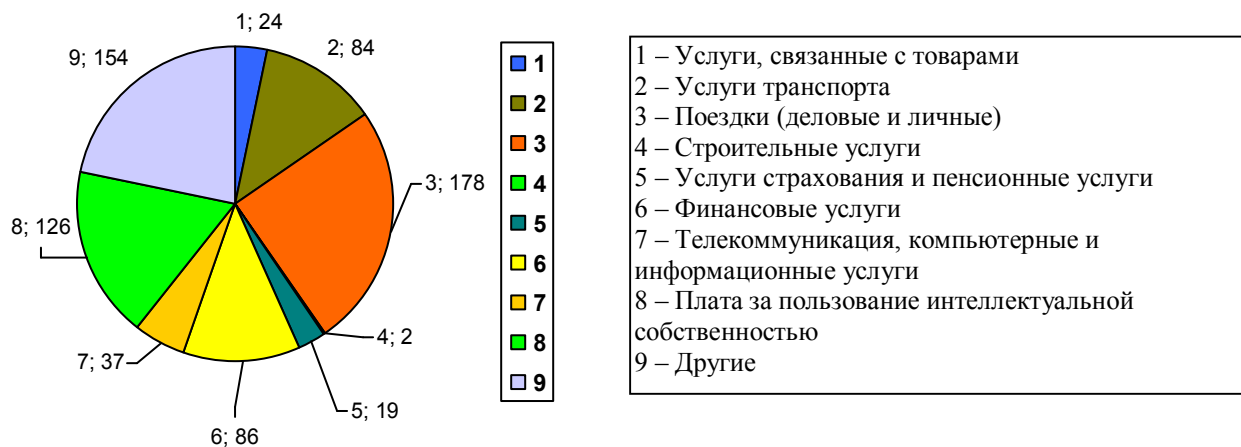 1; 24
2; 84
3; 178
4; 2
5; 19
6; 86
7; 37
8; 126
9; 154
1
2
3
4
5
6
7
8
9
1 – Услуги, связанные с товарами
2 – Услуги транспорта
3 – Поездки (деловые и личные)
4 – Строительные услуги
5 – Услуги страхования и пенсионные услуги
6 – Финансовые услуги
7 – Телекоммуникация, компьютерные и
информационные услуги
8 – Плата за пользование интеллектуальной
собственностью
9 – Другие